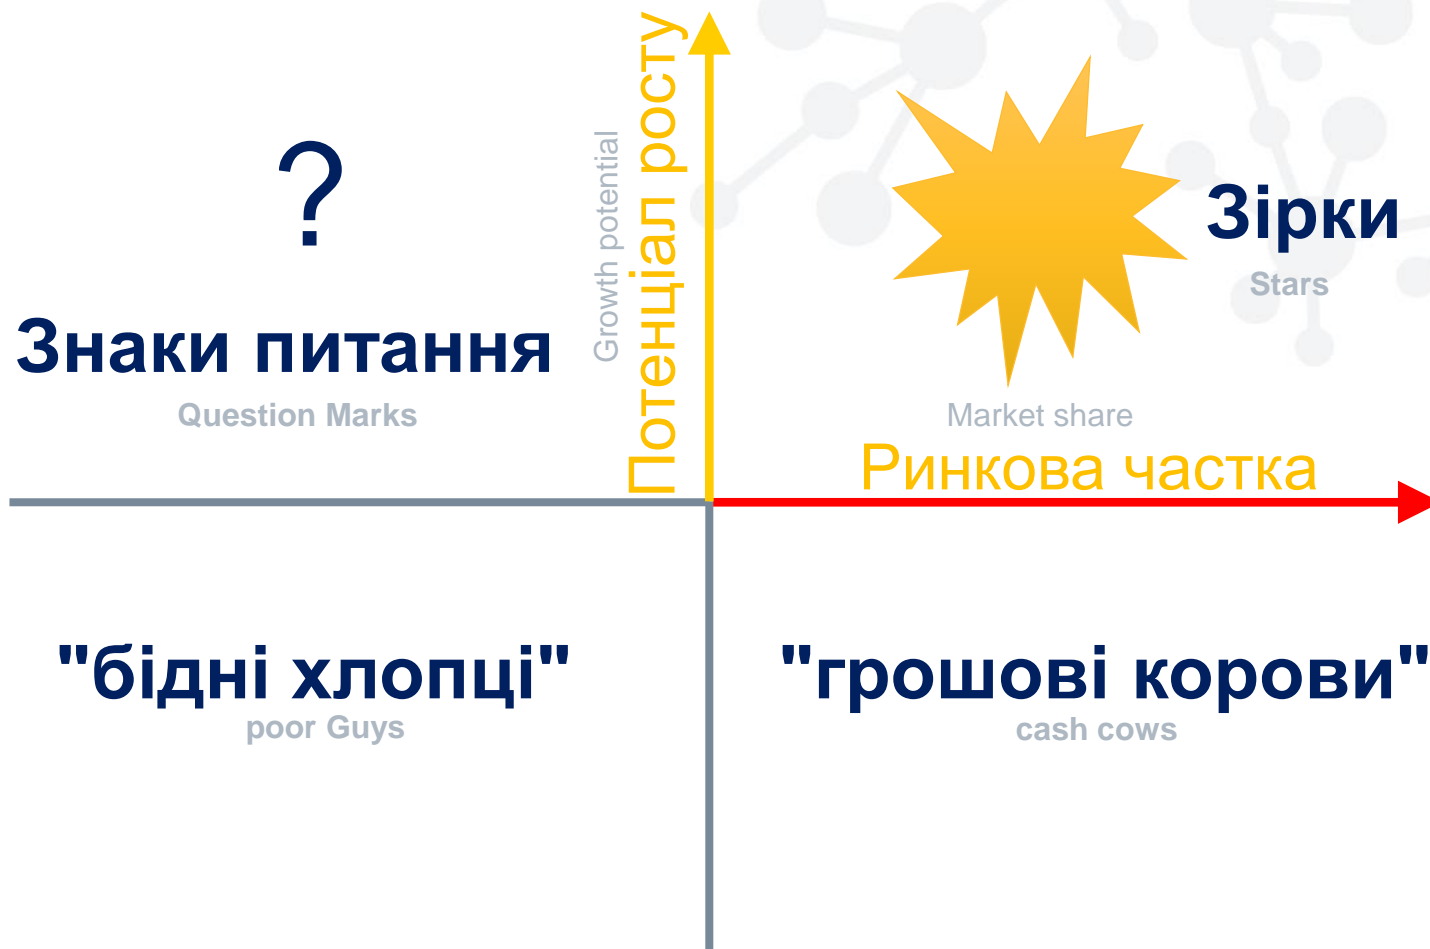 ?
Знаки питання
Question Marks
Growth potential
Потенціал росту
Зірки
Stars
Market share
Ринкова частка
"бідні хлопці"
poor Guys
"грошові корови"
cash cows